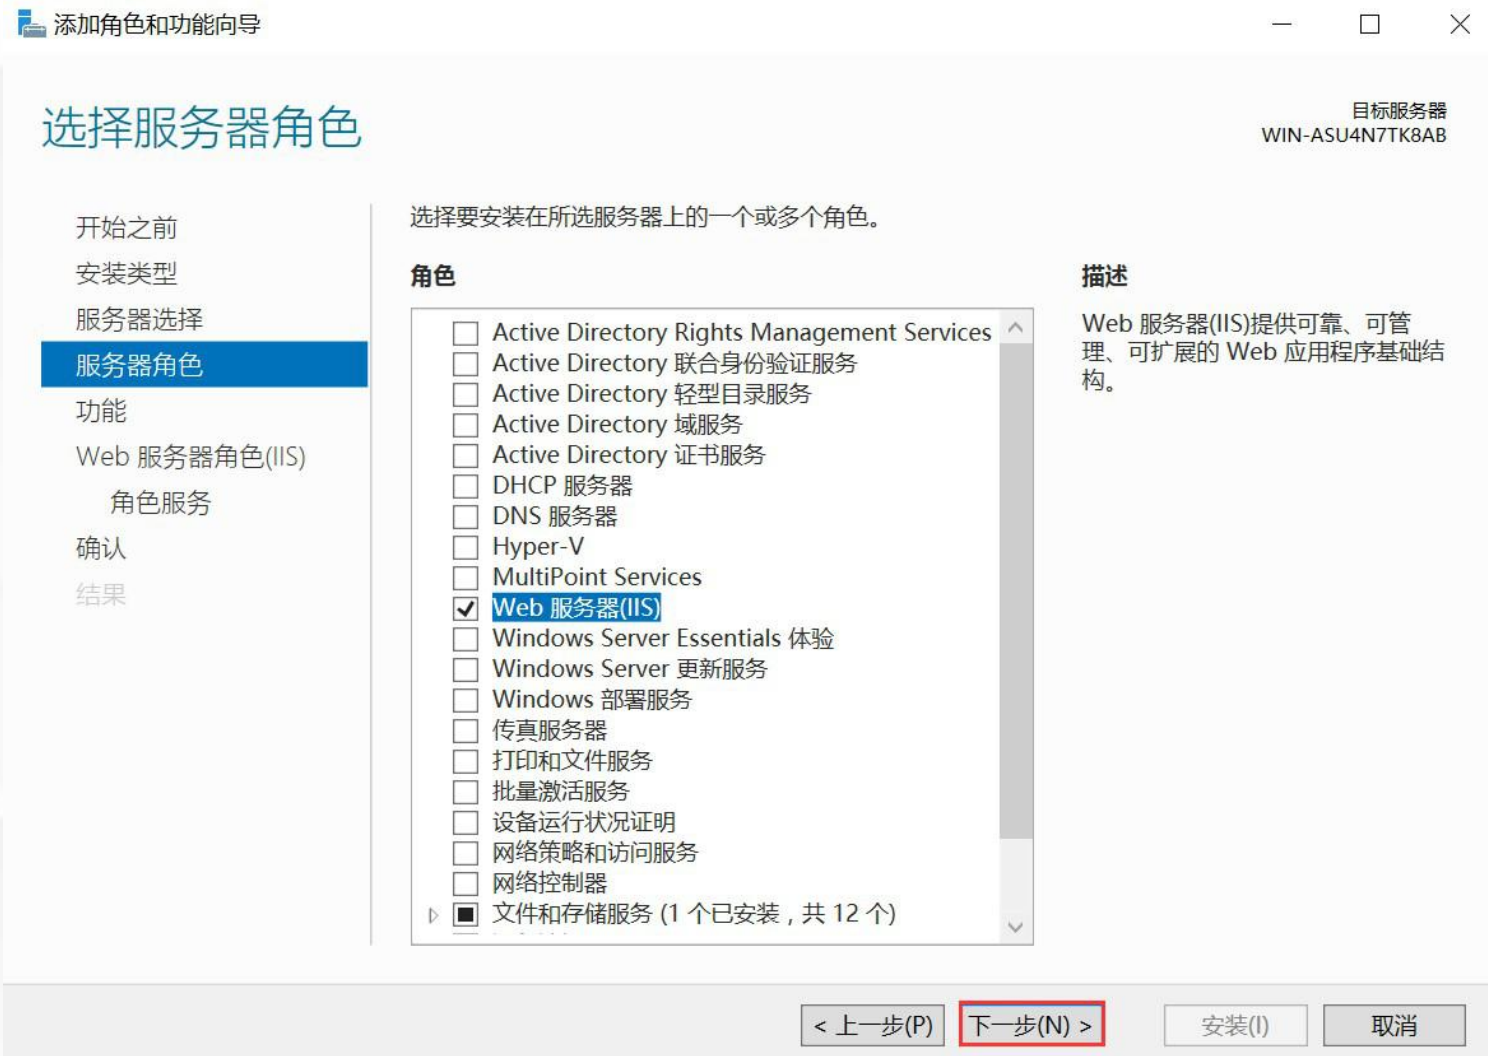 添加角色和功能向导
选择服务器角色
目标服务器
WIN-ASU4N7TK8AB
开始之前
安装类型
服务器选择
服务器角色
功能
Web 服务器角色(IIS)
角色服务
确认
结果
选择要安装在所选服务器上的一个或多个角色。
角色
Active Directory Rights Management Services
Active Directory 联合身份验证服务
Active Directory 轻型目录服务
Active Directory 域服务
Active Directory 证书服务
DHCP 服务器
DNS 服务器
Hyper-V
MultiPoint Services
Web 服务器(IIS)
Windows Server Essentials 体验
Windows Server 更新服务
Windows 部署服务
传真服务器
打印和文件服务
批量激活服务
设备运行状况证明
网络策略和访问服务
网络控制器
文件和存储服务 (1 个已安装，共 12 个)
描述
Web 服务器(IIS)提供可靠、可管
理、可扩展的 Web 应用程序基础结
构。
< 上一步(P)
下一步(N) >
安装(I)
取消